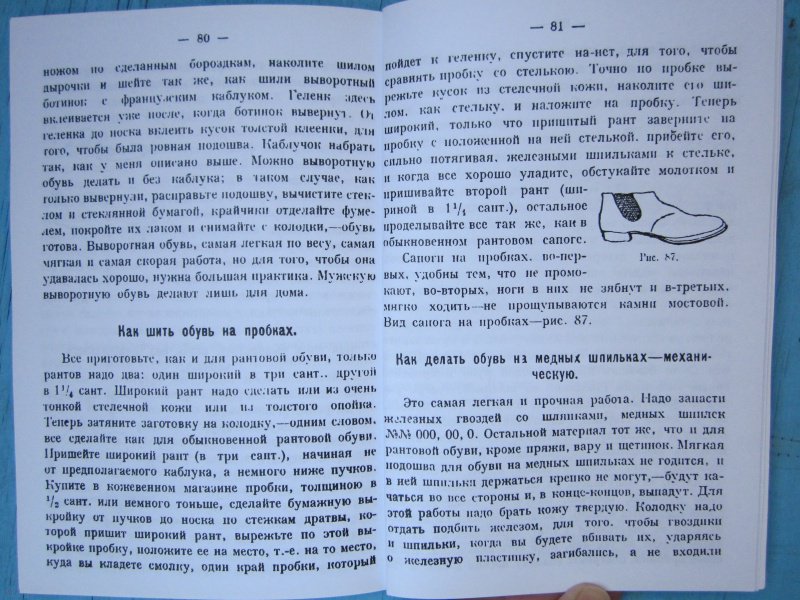 — 80 —
ножом по сделанным бороздкам, наколите шилом
дырочки и шейте так же, как шили выворотный
ботинок с французским каблуком. Геленк здесь
вклеивается уже после, когда ботинок вывернут. От
геленка до носка вклеить кусок толстой клеенки, для
того, чтобы была ровная подошва. Каблучок набрать
так, как у меня описано выше. Можно выворотную
обувь делать и без каблука; в таком случае, как
только вывернули, расправьте подошву, вычистите стек-
лом и стеклянной бумагой, крайчики отделайте фуме-
лем, покройте их лаком и снимайте с колодки,—обувь
готова. Выворотная обувь, самая легкая по весу, самая
мягкая и самая скорая работа, но для того, чтобы она
удавалась хорошо, нужна большая практика. Мужскую
выворотную обувь делают лишь для дома.
Как шить обувь на пробках.
Все приготовьте, как и для рантовой обуви, только
рантов надо два: один широкий в три сант.. другой
в 1¹/₄ сант. Широкий рант надо сделать или из очень
тонкой стелечной кожи или из толстого опойка.
Теперь затяните заготовку на колодку,—одним словом,
все сделайте как для обыкновенной рантовой обуви.
Пришейте широкий рант (в три сант.), начиная не
от предполагаемого каблука, а немного ниже пучков.
Купите в кожевенном магазине пробки, толщиною в
¹/₂ сант. или немного тоньше, сделайте бумажную вы-
кройку от пучков до носка по стежкам дратвы, ко-
торой пришит широкий рант, вырежьте по этой вы-
кройке пробку, положите ее на место, т.-е. на то место,
куда вы кладете смолку, один край пробки, который
— 81 —
пойдет к геленку, спустите на-нет, для того, чтобы
сравнять пробку со стелькою. Точно по пробке вы-
режьте кусок из стелечной кожи, наколите его ши-
лом, как стельку, и наложите на пробку. Теперь
широкий, только что пришитый рант заверните на
пробку с положенной на ней стелькой, прибейте его,
сильно потягивая, железными шпильками к стельке,
и когда все хорошо уладите, обстукайте молотком и
пришивайте второй рант (ши-
риной в 1¹/₄ сант.), остальное
проделывайте все так же, как в
обыкновенном рантовом сапоге.
Сапоги на пробках, во-пер-
вых, удобны тем, что не промо-
кают, во-вторых, ноги в них не зябнут и в-третьих,
мягко ходить—не прощупываются камни мостовой.
Вид сапога на пробках—рис. 87.
Рис. 87.
Как делать обувь на медных шпильках—механи-
ческую.
Это самая легкая и прочная работа. Надо запасти
железных гвоздей со шляпками, медных шпилек
№№ 000, 00, 0. Остальной материал тот же, что и для
рантовой обуви, кроме пряжи, вару и щетинок. Мягкая
подошва для обуви на медных шпильках не годится, и
в ней шпильки держаться крепко не могут,—будут ка-
чаться во все стороны и, в конце-концов, выпадут. Для
этой работы надо брать кожу твердую. Колодку надо
отдать подбить железом, для того, чтобы гвоздики
и шпильки, когда вы будете вбивать их, ударяясь
о железную пластинку, загибались, а не входили